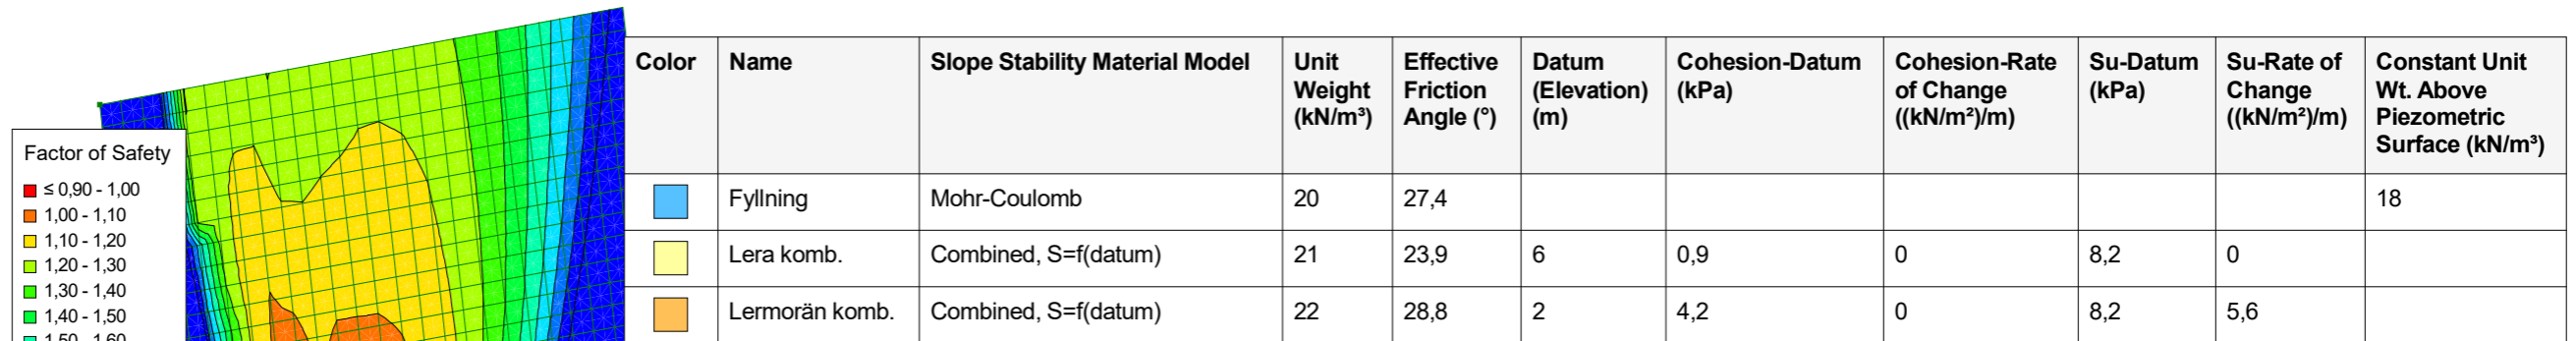 Factor of Safety
≤ 0,90 - 1,00
1,00 - 1,10
1,10 - 1,20
1,20 - 1,30
1,30 - 1,40
1,40 - 1,50
1,50 - 1,60
Color Name Slope Stability Material Model Unit Weight (kN/m³) Effective Friction Angle (°) Datum (Elevation) (m) Cohesion-Datum (kPa) Cohesion-Rate of Change ((kN/m²)/m) Su-Datum (kPa) Su-Rate of Change ((kN/m²)/m) Constant Unit Wt. Above Piezometric Surface (kN/m³)
Fyllning Mohr-Coulomb 20 27,4 18
Lera komb. Combined, S=f(datum) 21 23,9 6 0,9 0 8,2 0
Lermorän komb. Combined, S=f(datum) 22 28,8 2 4,2 0 8,2 5,6